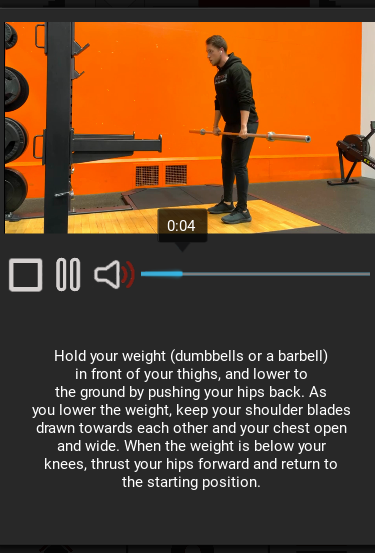 0:04
Hold your weight (dumbbells or a barbell)
in front of your thighs, and lower to
the ground by pushing your hips back. As
you lower the weight, keep your shoulder blades
drawn towards each other and your chest open
and wide. When the weight is below your
knees, thrust your hips forward and return to
the starting position.